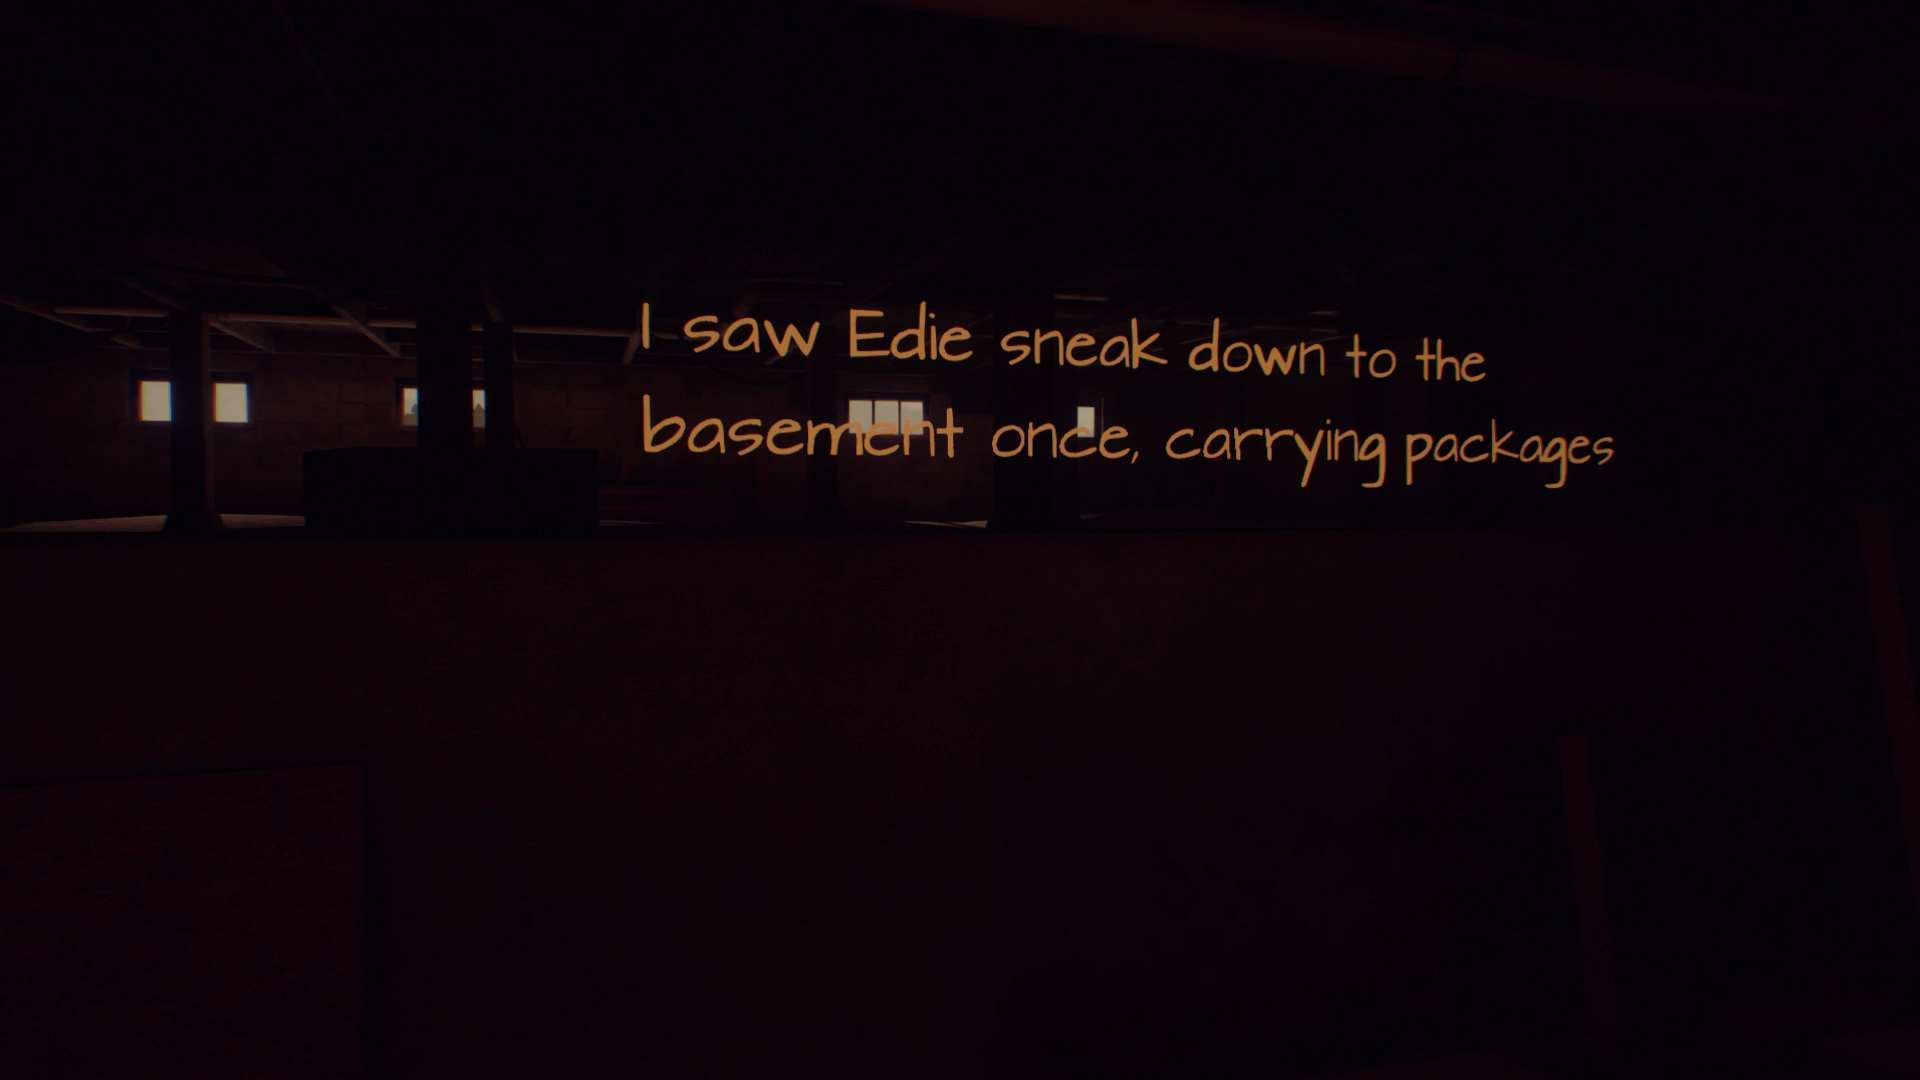 I saw Edie sneak down to the
basement once, carrying packages